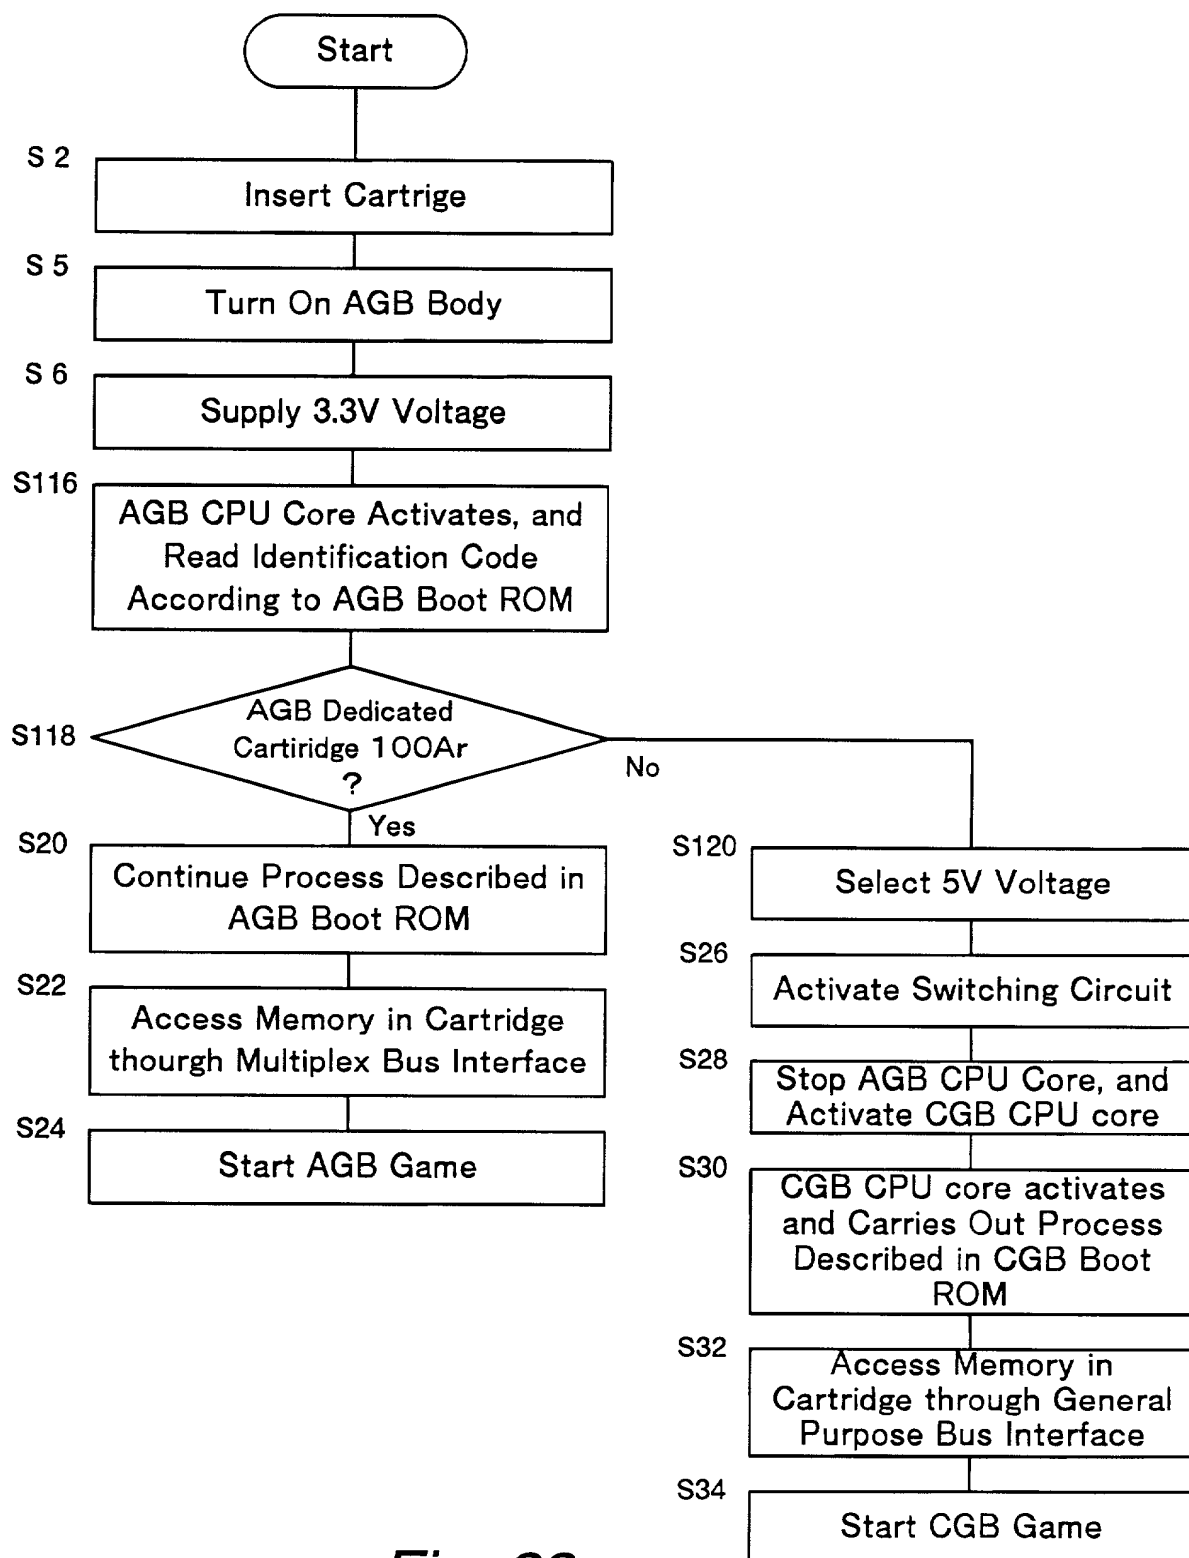 Start
S 2
Insert Cartrige
S 5
Turn On AGB Body
S 6
Supply 3.3V Voltage
S116
AGB CPU Core Activates, and
Read Identification Code
According to AGB Boot ROM
S118
AGB Dedicated
Cartiridge 100Ar
?
No
Yes
S20
Continue Process Described in
AGB Boot ROM
S22
Access Memory in Cartridge
thourgh Multiplex Bus Interface
S24
Start AGB Game
S120
Select 5V Voltage
S26
Activate Switching Circuit
S28
Stop AGB CPU Core, and
Activate CGB CPU core
S30
CGB CPU core activates
and Carries Out Process
Described in CGB Boot
ROM
S32
Access Memory in
Cartridge through General
Purpose Bus Interface
S34
Start CGB Game